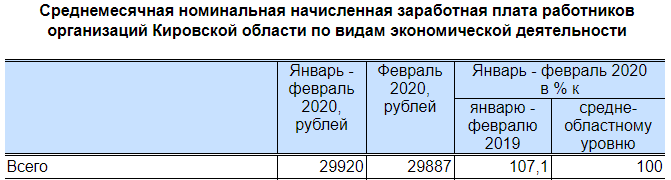 Среднемесячная номинальная начисленная заработная плата работников
организаций Кировской области по видам экономической деятельности
Январь -
февраль
2020,
рублей
Февраль
2020,
рублей
Январь - февраль 2020
в % к
январю -
февралю
2019
средне-
областному
уровню
Всего 29920 29887 107,1 100